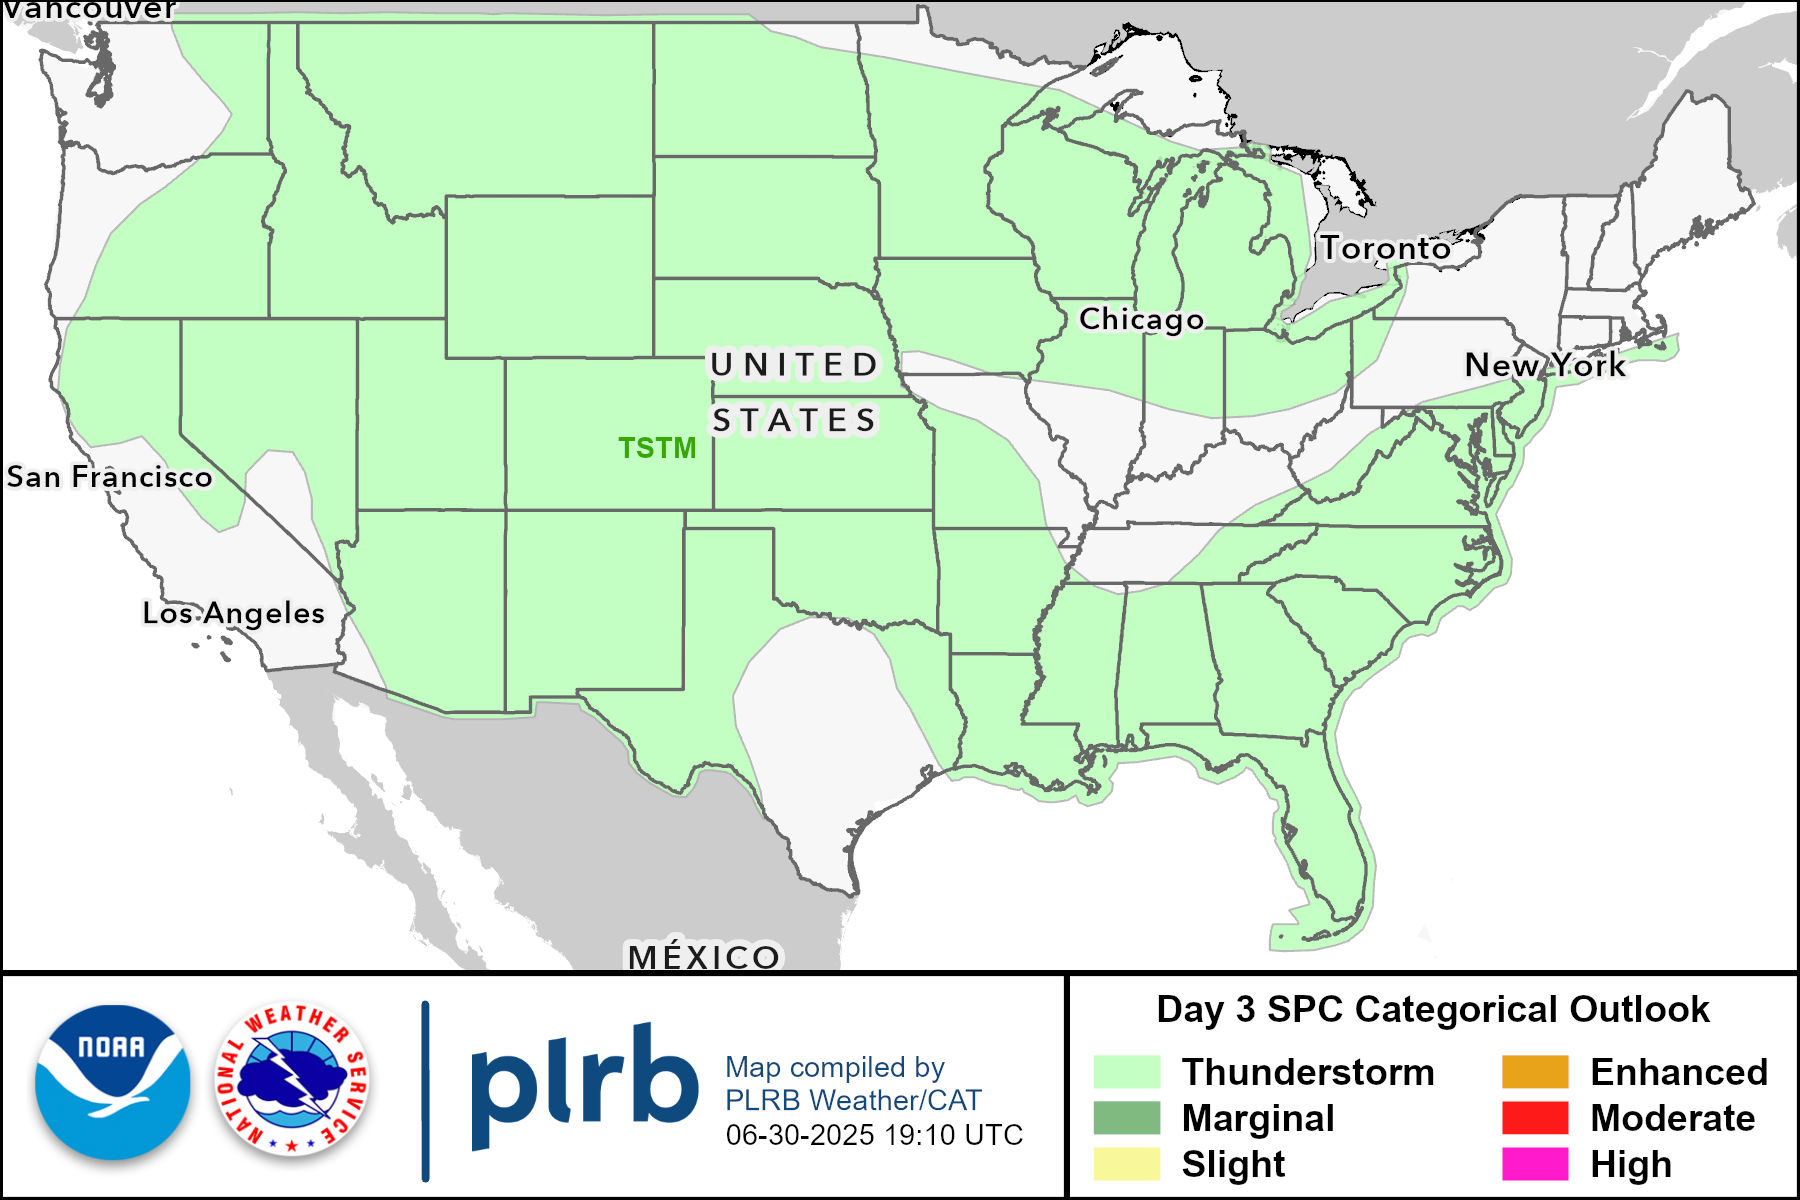 Vancouver
Toronto
Chicago
UNITED
STATES
New York
TSTM
San Francisco
Los Angeles
MÉXICO
NOAA
NATIONAL WEATHER SERVICE
plrb
Map compiled by
PLRB Weather/CAT
06-30-2025 19:10 UTC
Day 3 SPC Categorical Outlook
Thunderstorm
Marginal
Slight
Enhanced
Moderate
High